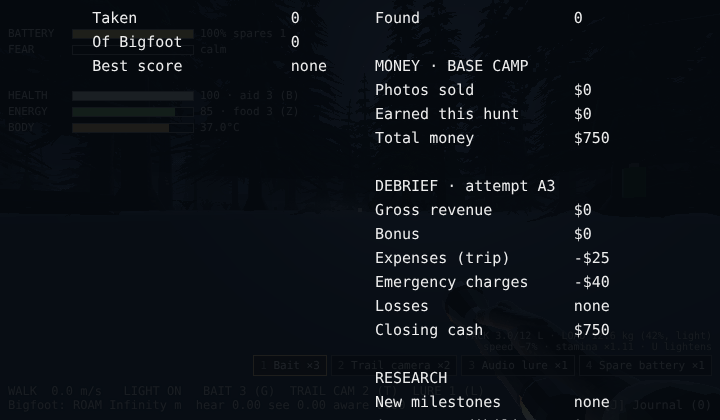 Taken 0
Of Bigfoot 0
Best score none
Found 0
MONEY · BASE CAMP
Photos sold $0
Earned this hunt $0
Total money $750
DEBRIEF · attempt A3
Gross revenue $0
Bonus $0
Expenses (trip) -$25
Emergency charges -$40
Losses none
Closing cash $750
RESEARCH
New milestones none
BATTERY 100% spares 1
FEAR calm
HEALTH 100 · aid 3 (B)
ENERGY 85 · food 3 (Z)
BODY 37.0°C
1 Bait ×3 2 Trail camera ×2 3 Audio lure ×1 4 Spare battery ×1
WALK 0.0 m/s LIGHT ON BAIT 3 (G) TRAIL CAM 2
Bigfoot: ROAM Infinity m hear 0.00 see 0.00 aware Journal (0)